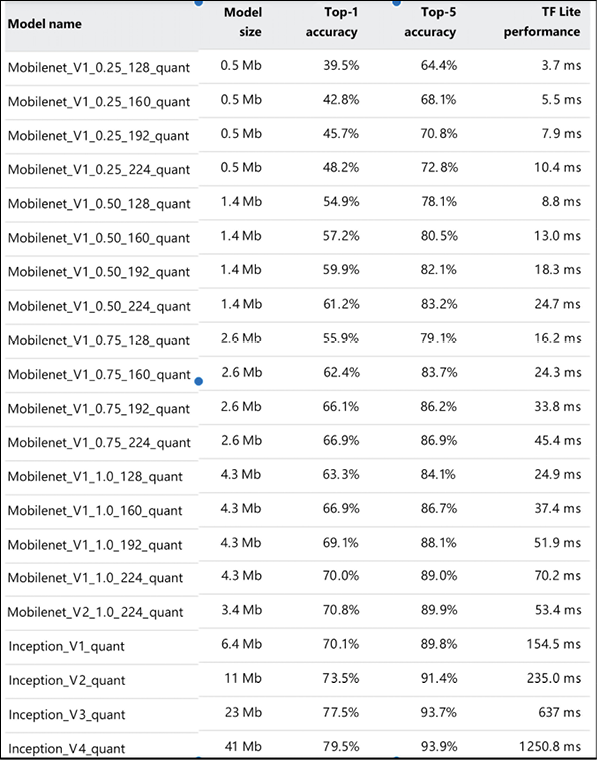 Model name Model size Top-1 accuracy Top-5 accuracy TF Lite performance
Mobilenet_V1_0.25_128_quant 0.5 Mb 39.5% 64.4% 3.7 ms
Mobilenet_V1_0.25_160_quant 0.5 Mb 42.8% 68.1% 5.5 ms
Mobilenet_V1_0.25_192_quant 0.5 Mb 45.7% 70.8% 7.9 ms
Mobilenet_V1_0.25_224_quant 0.5 Mb 48.2% 72.8% 10.4 ms
Mobilenet_V1_0.50_128_quant 1.4 Mb 54.9% 78.1% 8.8 ms
Mobilenet_V1_0.50_160_quant 1.4 Mb 57.2% 80.5% 13.0 ms
Mobilenet_V1_0.50_192_quant 1.4 Mb 59.9% 82.1% 18.3 ms
Mobilenet_V1_0.50_224_quant 1.4 Mb 61.2% 83.2% 24.7 ms
Mobilenet_V1_0.75_128_quant 2.6 Mb 55.9% 79.1% 16.2 ms
Mobilenet_V1_0.75_160_quant 2.6 Mb 62.4% 83.7% 24.3 ms
Mobilenet_V1_0.75_192_quant 2.6 Mb 66.1% 86.2% 33.8 ms
Mobilenet_V1_0.75_224_quant 2.6 Mb 66.9% 86.9% 45.4 ms
Mobilenet_V1_1.0_128_quant 4.3 Mb 63.3% 84.1% 24.9 ms
Mobilenet_V1_1.0_160_quant 4.3 Mb 66.9% 86.7% 37.4 ms
Mobilenet_V1_1.0_192_quant 4.3 Mb 69.1% 88.1% 51.9 ms
Mobilenet_V1_1.0_224_quant 4.3 Mb 70.0% 89.0% 70.2 ms
Mobilenet_V2_1.0_224_quant 3.4 Mb 70.8% 89.9% 53.4 ms
Inception_V1_quant 6.4 Mb 70.1% 89.8% 154.5 ms
Inception_V2_quant 11 Mb 73.5% 91.4% 235.0 ms
Inception_V3_quant 23 Mb 77.5% 93.7% 637 ms
Inception_V4_quant 41 Mb 79.5% 93.9% 1250.8 ms